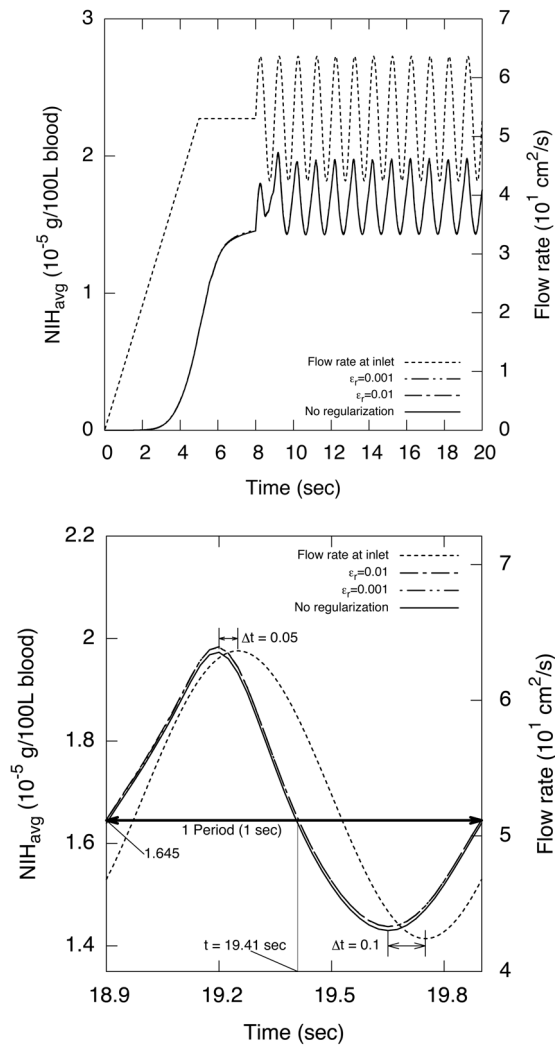 3
2
1
0
NIH_avg (10^-5 g/100L blood)
7
6
5
4
3
2
1
0
Flow rate (10^1 cm^2/s)
Flow rate at inlet
ε_r=0.001
ε_r=0.01
No regularization
0 2 4 6 8 10 12 14 16 18 20
Time (sec)
2.2
2
1.8
1.6
1.4
NIH_avg (10^-5 g/100L blood)
7
6
5
4
Flow rate (10^1 cm^2/s)
Flow rate at inlet
ε_r=0.01
ε_r=0.001
No regularization
Δt = 0.05
1 Period (1 sec)
1.645
t = 19.41 sec
Δt = 0.1
18.9 19.2 19.5 19.8
Time (sec)